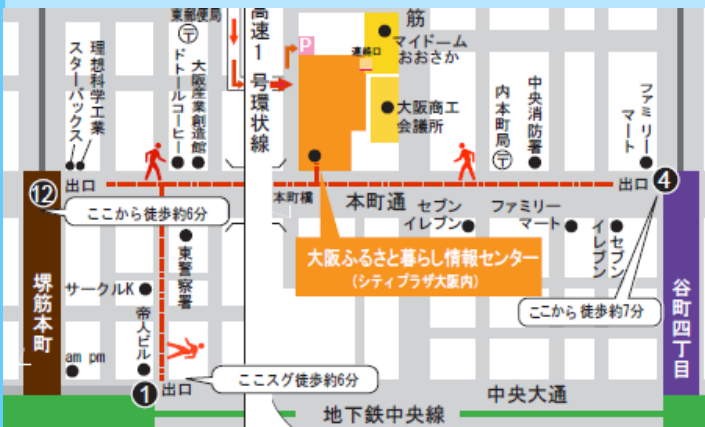 東郵便局
〒
高速1号環状線
筋
マイドーム
おおさか
P
連絡口
理想科学工業
スターバックス
ドトールコーヒー
大阪産業創造館
大阪商工
会議所
内本町局
〒
中央消防署
ファミリー
マート
⑫
出口
ここから徒歩約6分
本町橋
本町通
セブン
イレブン
ファミリー
マート
セブン
イレブン
出口
4
大阪ふるさと暮らし情報センター
(シティプラザ大阪内)
ここから徒歩約7分
東警察署
サークルK
帝人ビル
am pm
堺筋本町
谷町四丁目
1
出口
ここスグ徒歩約6分
中央大通
地下鉄中央線